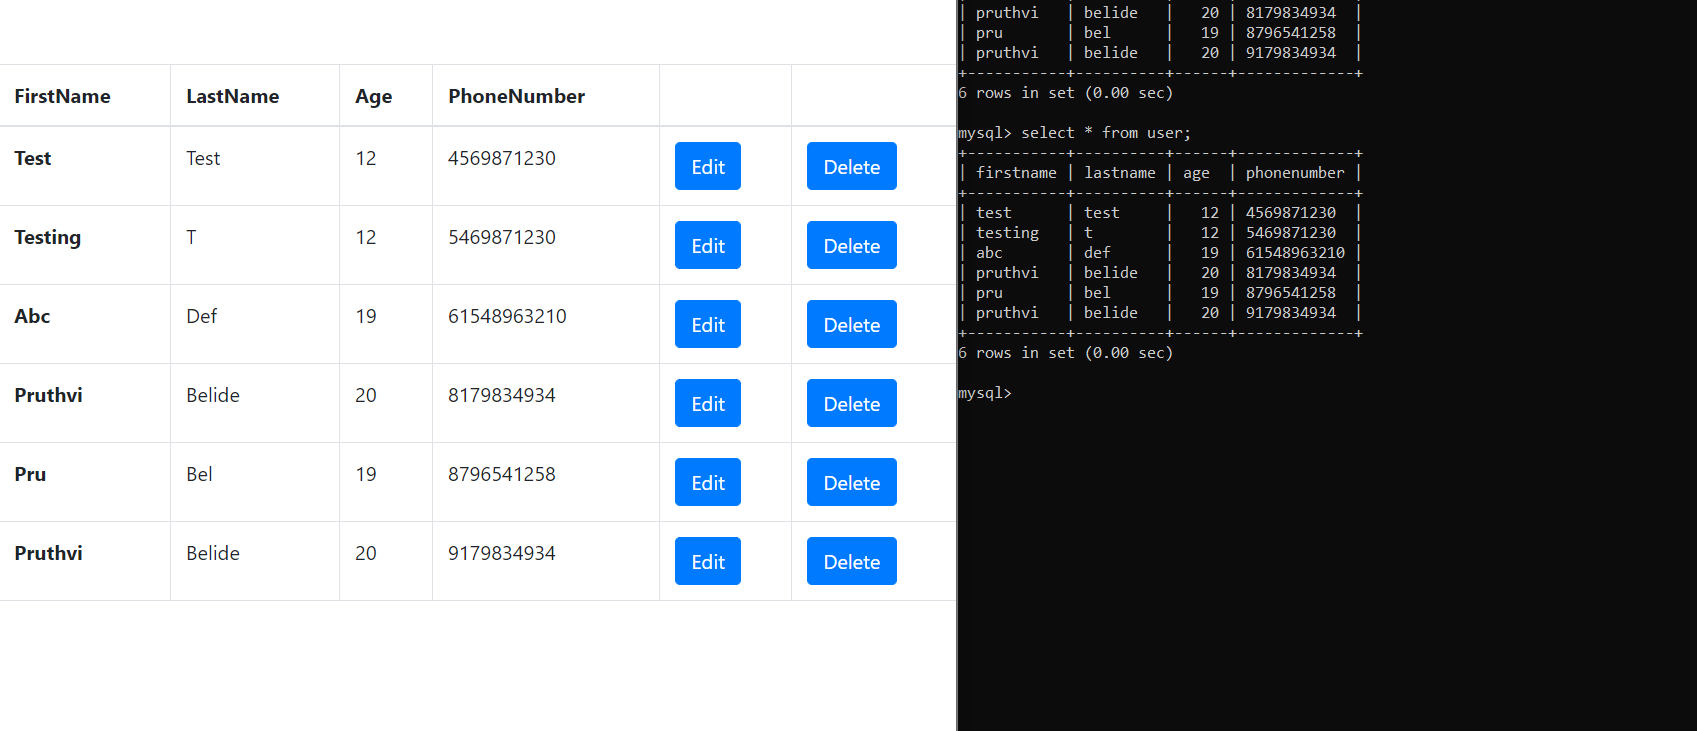 FirstName LastName Age PhoneNumber
Test Test 12 4569871230 Edit Delete
Testing T 12 5469871230 Edit Delete
Abc Def 19 61548963210 Edit Delete
Pruthvi Belide 20 8179834934 Edit Delete
Pru Bel 19 8796541258 Edit Delete
Pruthvi Belide 20 9179834934 Edit Delete
| pruthvi   | belide   |   20 | 8179834934  |
| pru       | bel      |   19 | 8796541258  |
| pruthvi   | belide   |   20 | 9179834934  |
+-----------+----------+------+-------------+
6 rows in set (0.00 sec)
mysql> select * from user;
+-----------+----------+------+-------------+
| firstname | lastname | age  | phonenumber |
+-----------+----------+------+-------------+
| test      | test     |   12 | 4569871230  |
| testing   | t        |   12 | 5469871230  |
| abc       | def      |   19 | 61548963210 |
| pruthvi   | belide   |   20 | 8179834934  |
| pru       | bel      |   19 | 8796541258  |
| pruthvi   | belide   |   20 | 9179834934  |
+-----------+----------+------+-------------+
6 rows in set (0.00 sec)
mysql>